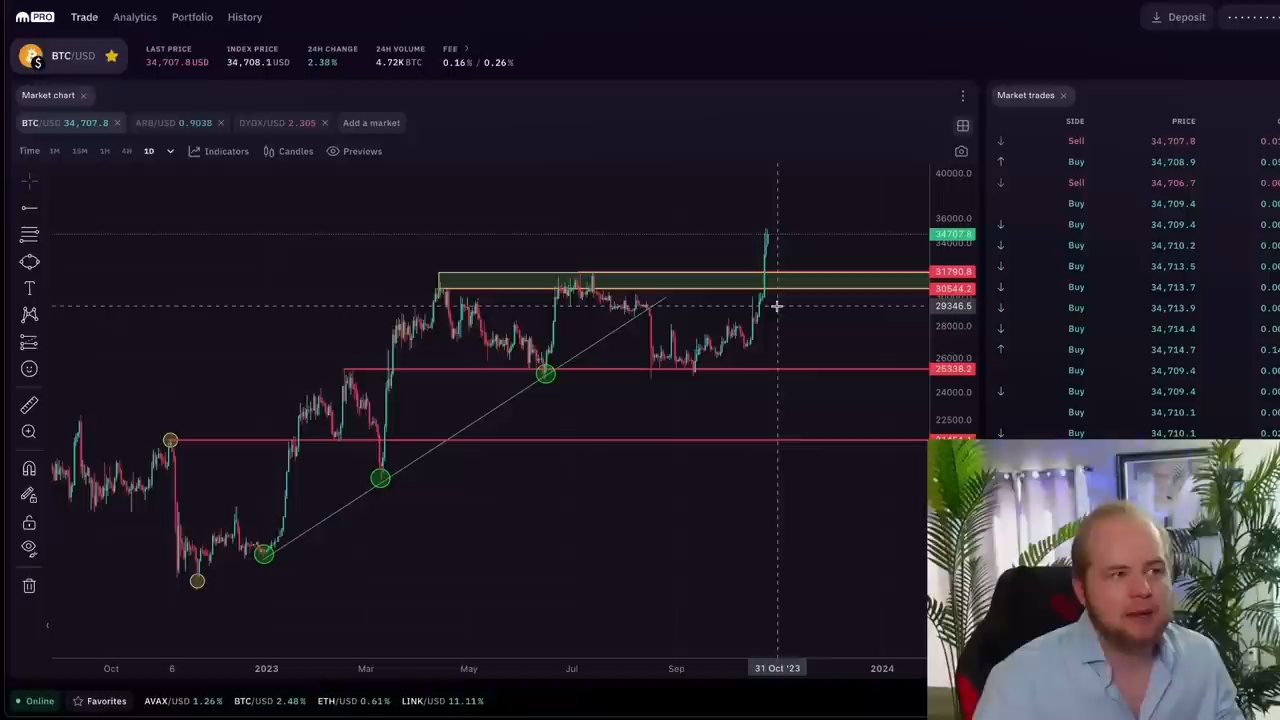 PRO Trade Analytics Portfolio History Deposit
BTC/USD
LAST PRICE INDEX PRICE 24H CHANGE 24H VOLUME FEE
34,707.8 USD 34,708.1 USD 2.38% 4.72K BTC 0.16% / 0.26%
Market chart
Market trades
BTC/USD 34,707.8 ARB/USD 0.9038 DYDX/USD 2.305 Add a market
Time 1M 15M 1H 4H 1D Indicators Candles Previews
40000.0
36000.0
34707.8
34000.0
31790.8
30544.2
29346.5
28000.0
26000.0
25338.2
24000.0
22500.0
Oct 6 2023 Mar May Jul Sep 31 Oct '23 2024
SIDE PRICE
Sell 34,707.8
Buy 34,708.9
Sell 34,706.7
Buy 34,709.4
Buy 34,709.4
Buy 34,710.2
Buy 34,713.5
Buy 34,713.7
Buy 34,713.9
Buy 34,714.4
Buy 34,714.7
Buy 34,709.4
Buy 34,709.4
Buy 34,710.1
Buy 34,710.1
Online Favorites AVAX/USD 1.26% BTC/USD 2.48% ETH/USD 0.61% LINK/USD 11.11%